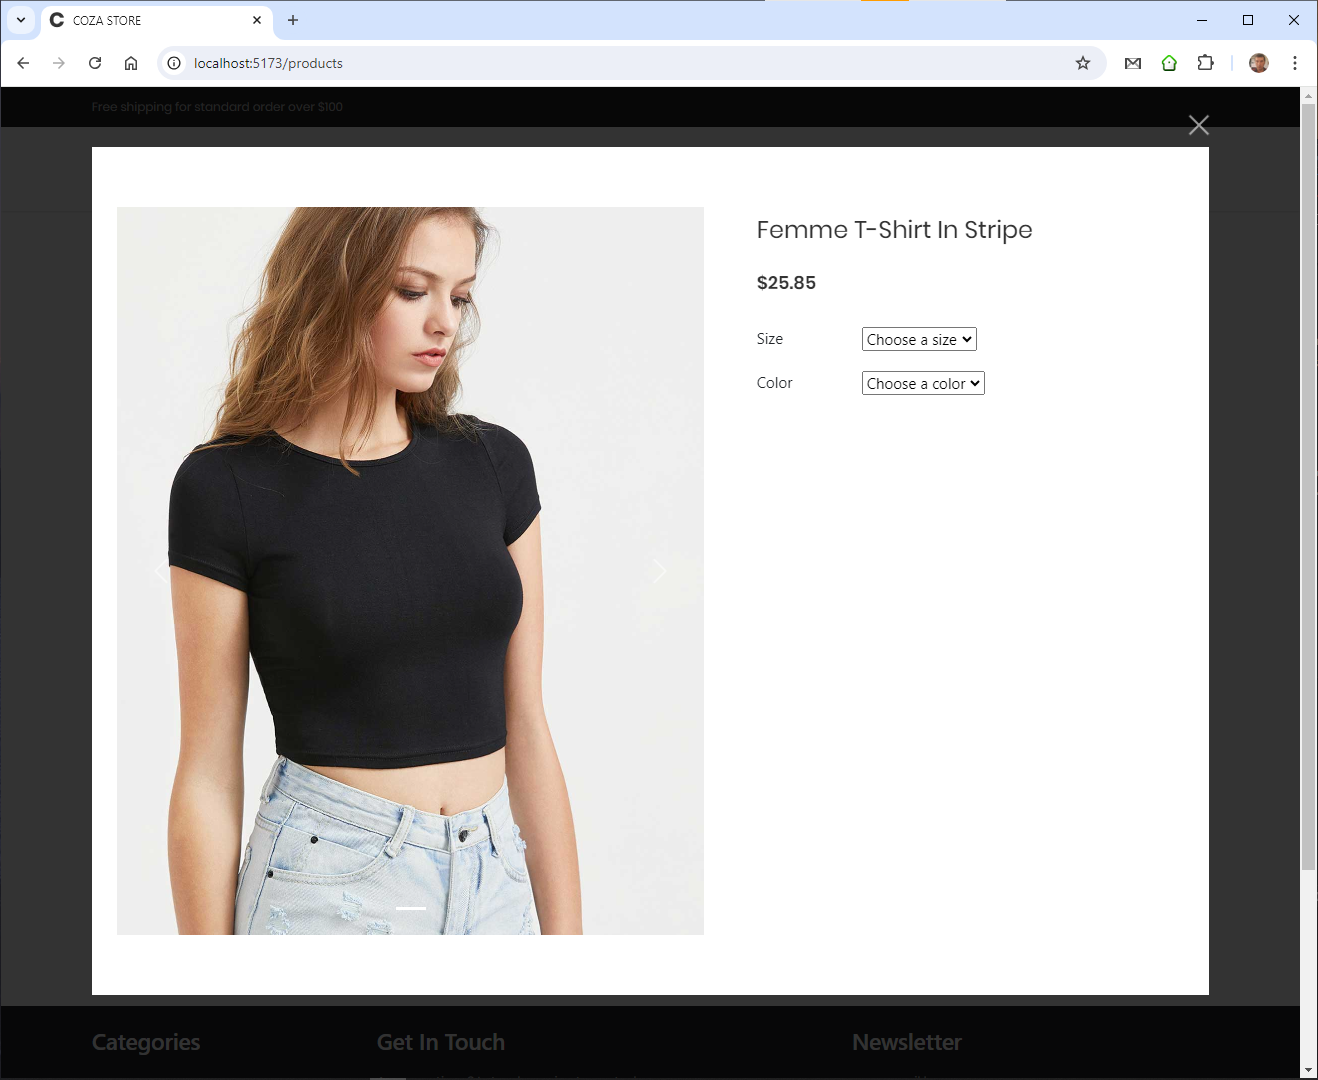 COZA STORE
localhost:5173/products
Free shipping for standard order over $100
Femme T-Shirt In Stripe
$25.85
Size
Choose a size
Color
Choose a color
Categories
Get In Touch
Newsletter